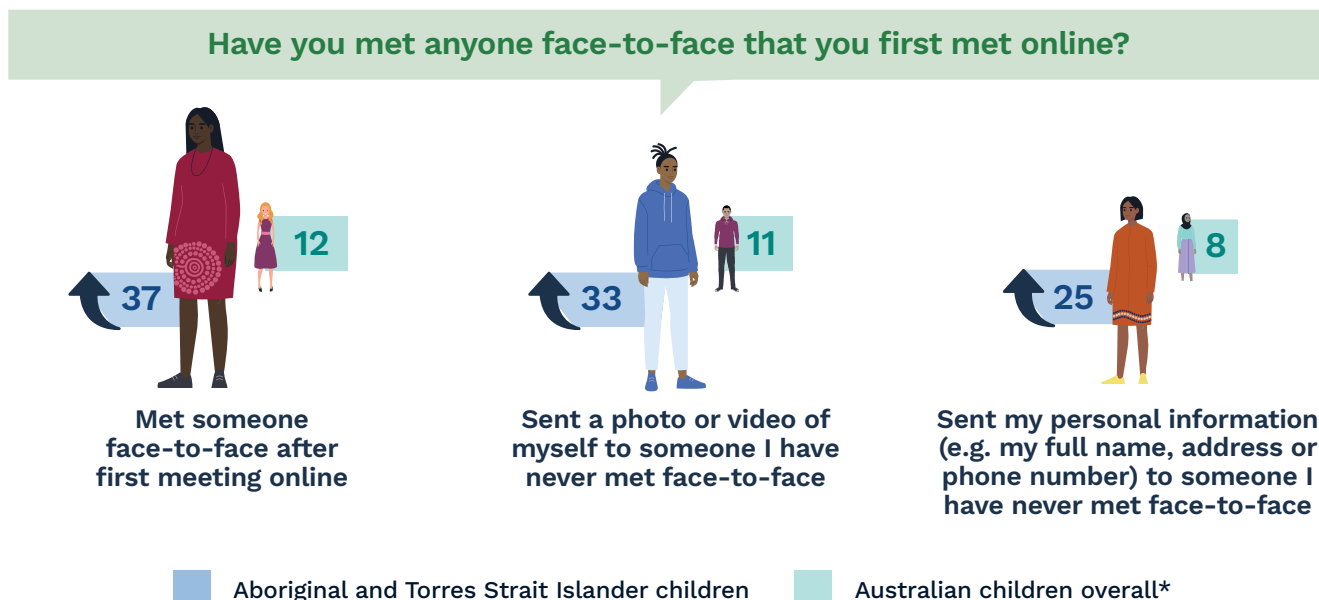 Have you met anyone face-to-face that you first met online?
12
37
11
33
8
25
Met someone
face-to-face after
first meeting online
Sent a photo or video of
myself to someone I have
never met face-to-face
Sent my personal information
(e.g. my full name, address or
phone number) to someone I
have never met face-to-face
Aboriginal and Torres Strait Islander children
Australian children overall*